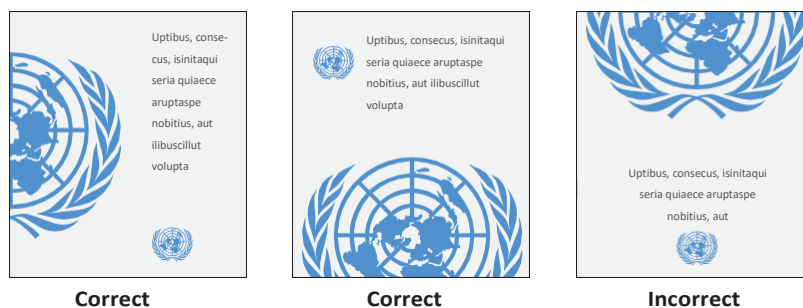 Uptibus, conse-
cus, isinitaqui
seria quiaece
aruptaspe
nobitius, aut
ilibuscillut
volupta
Correct
Uptibus, consecus, isinitaqui
seria quiaece aruptaspe
nobitius, aut ilibuscillut
volupta
Correct
Uptibus, consecus, isinitaqui
seria quiaece aruptaspe
nobitius, aut
Incorrect